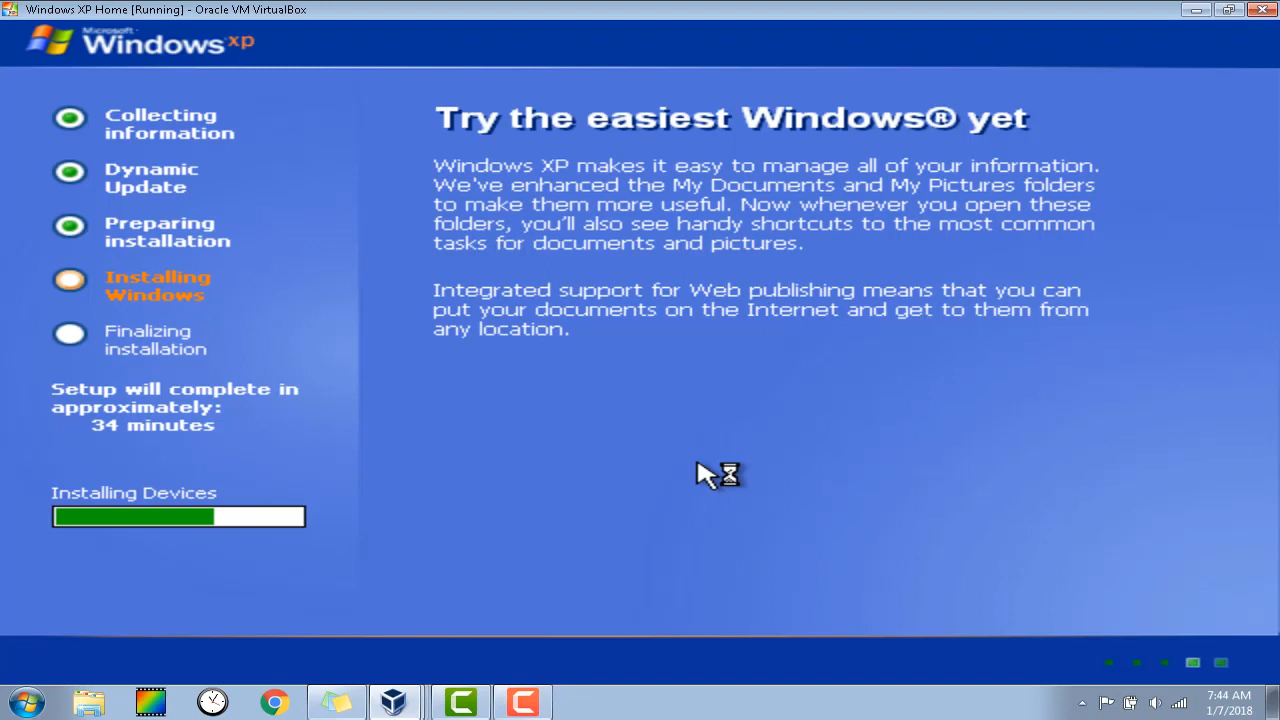 Windows XP Home [Running] - Oracle VM VirtualBox
Microsoft
Windows xp
Collecting
information
Dynamic
Update
Preparing
installation
Installing
Windows
Finalizing
installation
Setup will complete in
approximately:
34 minutes
Installing Devices
Try the easiest Windows® yet
Windows XP makes it easy to manage all of your information.
We've enhanced the My Documents and My Pictures folders
to make them more useful. Now whenever you open these
folders, you'll also see handy shortcuts to the most common
tasks for documents and pictures.
Integrated support for Web publishing means that you can
put your documents on the Internet and get to them from
any location.
7:44 AM
1/7/2018